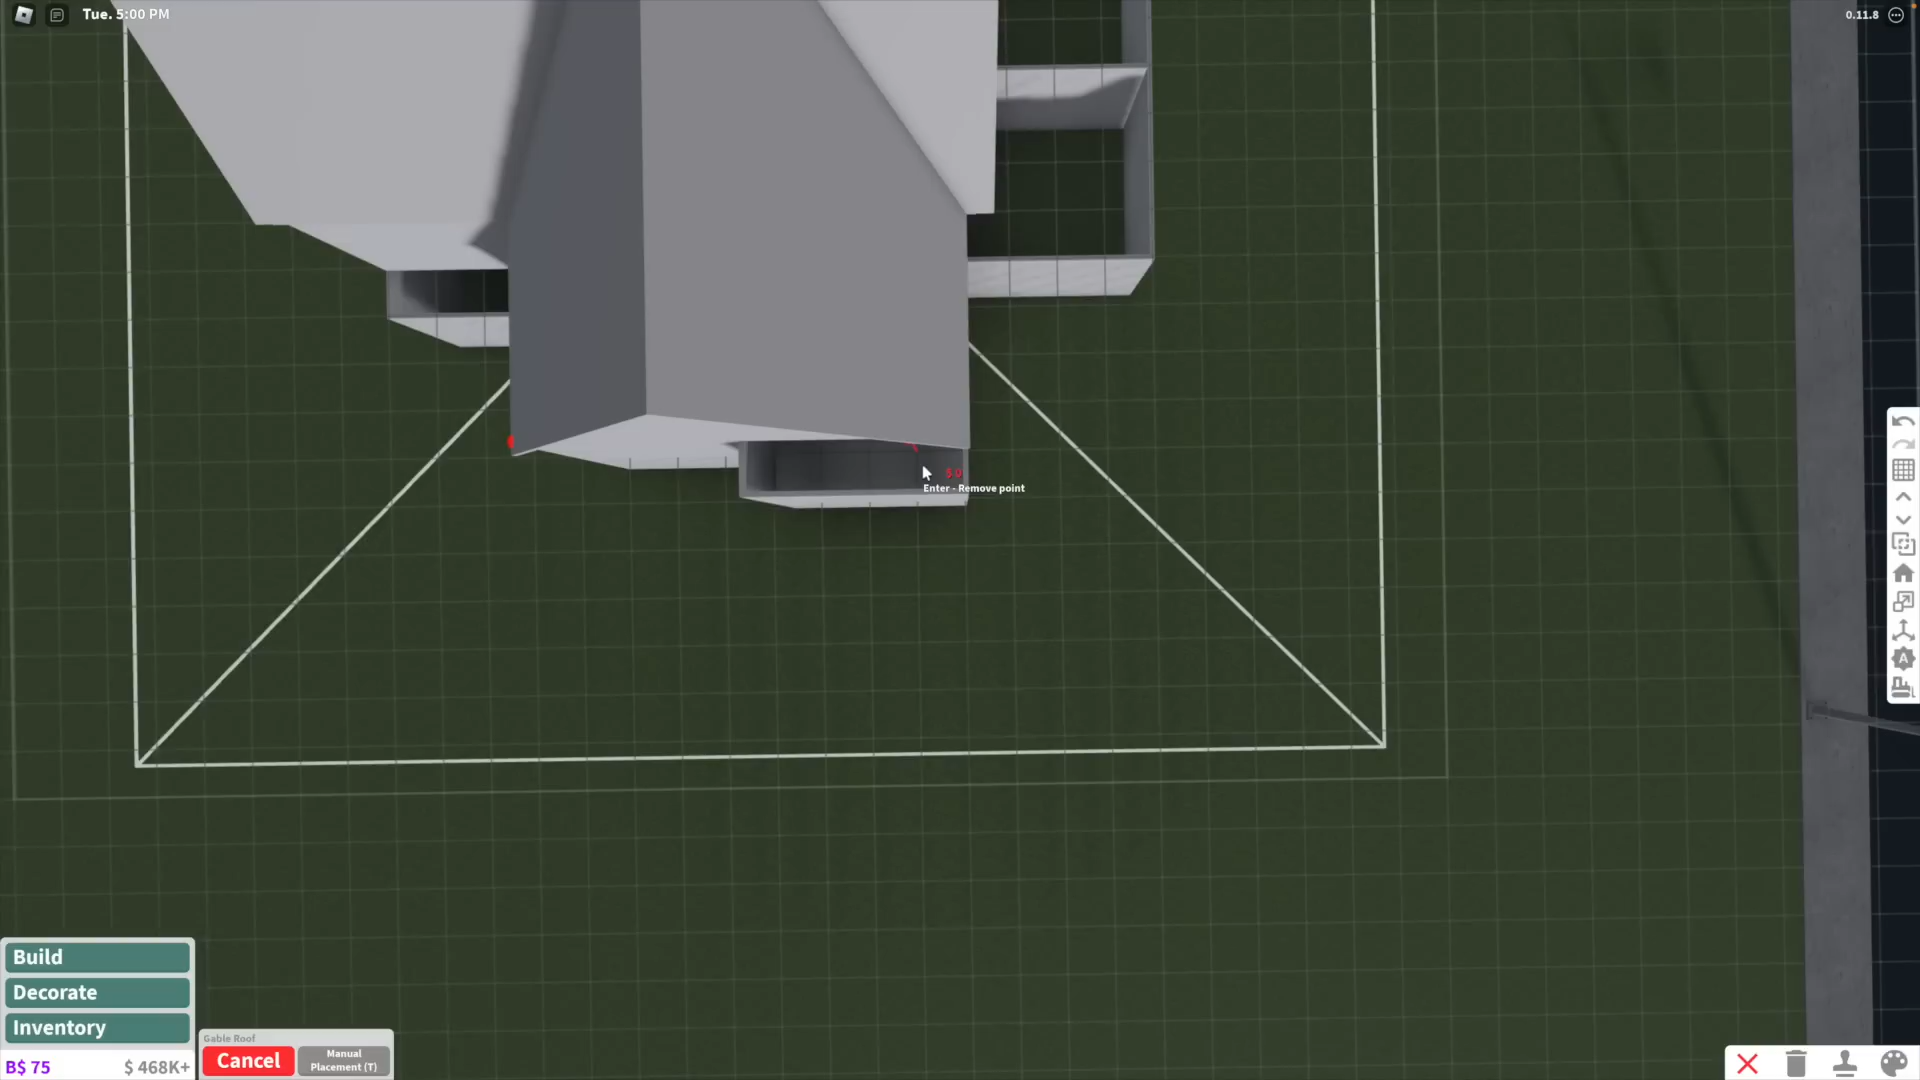 Tue. 5:00 PM
0.11.8
$ 0
Enter - Remove point
Build
Decorate
Inventory
B$ 75
$ 468K+
Gable Roof
Cancel
Manual
Placement (T)